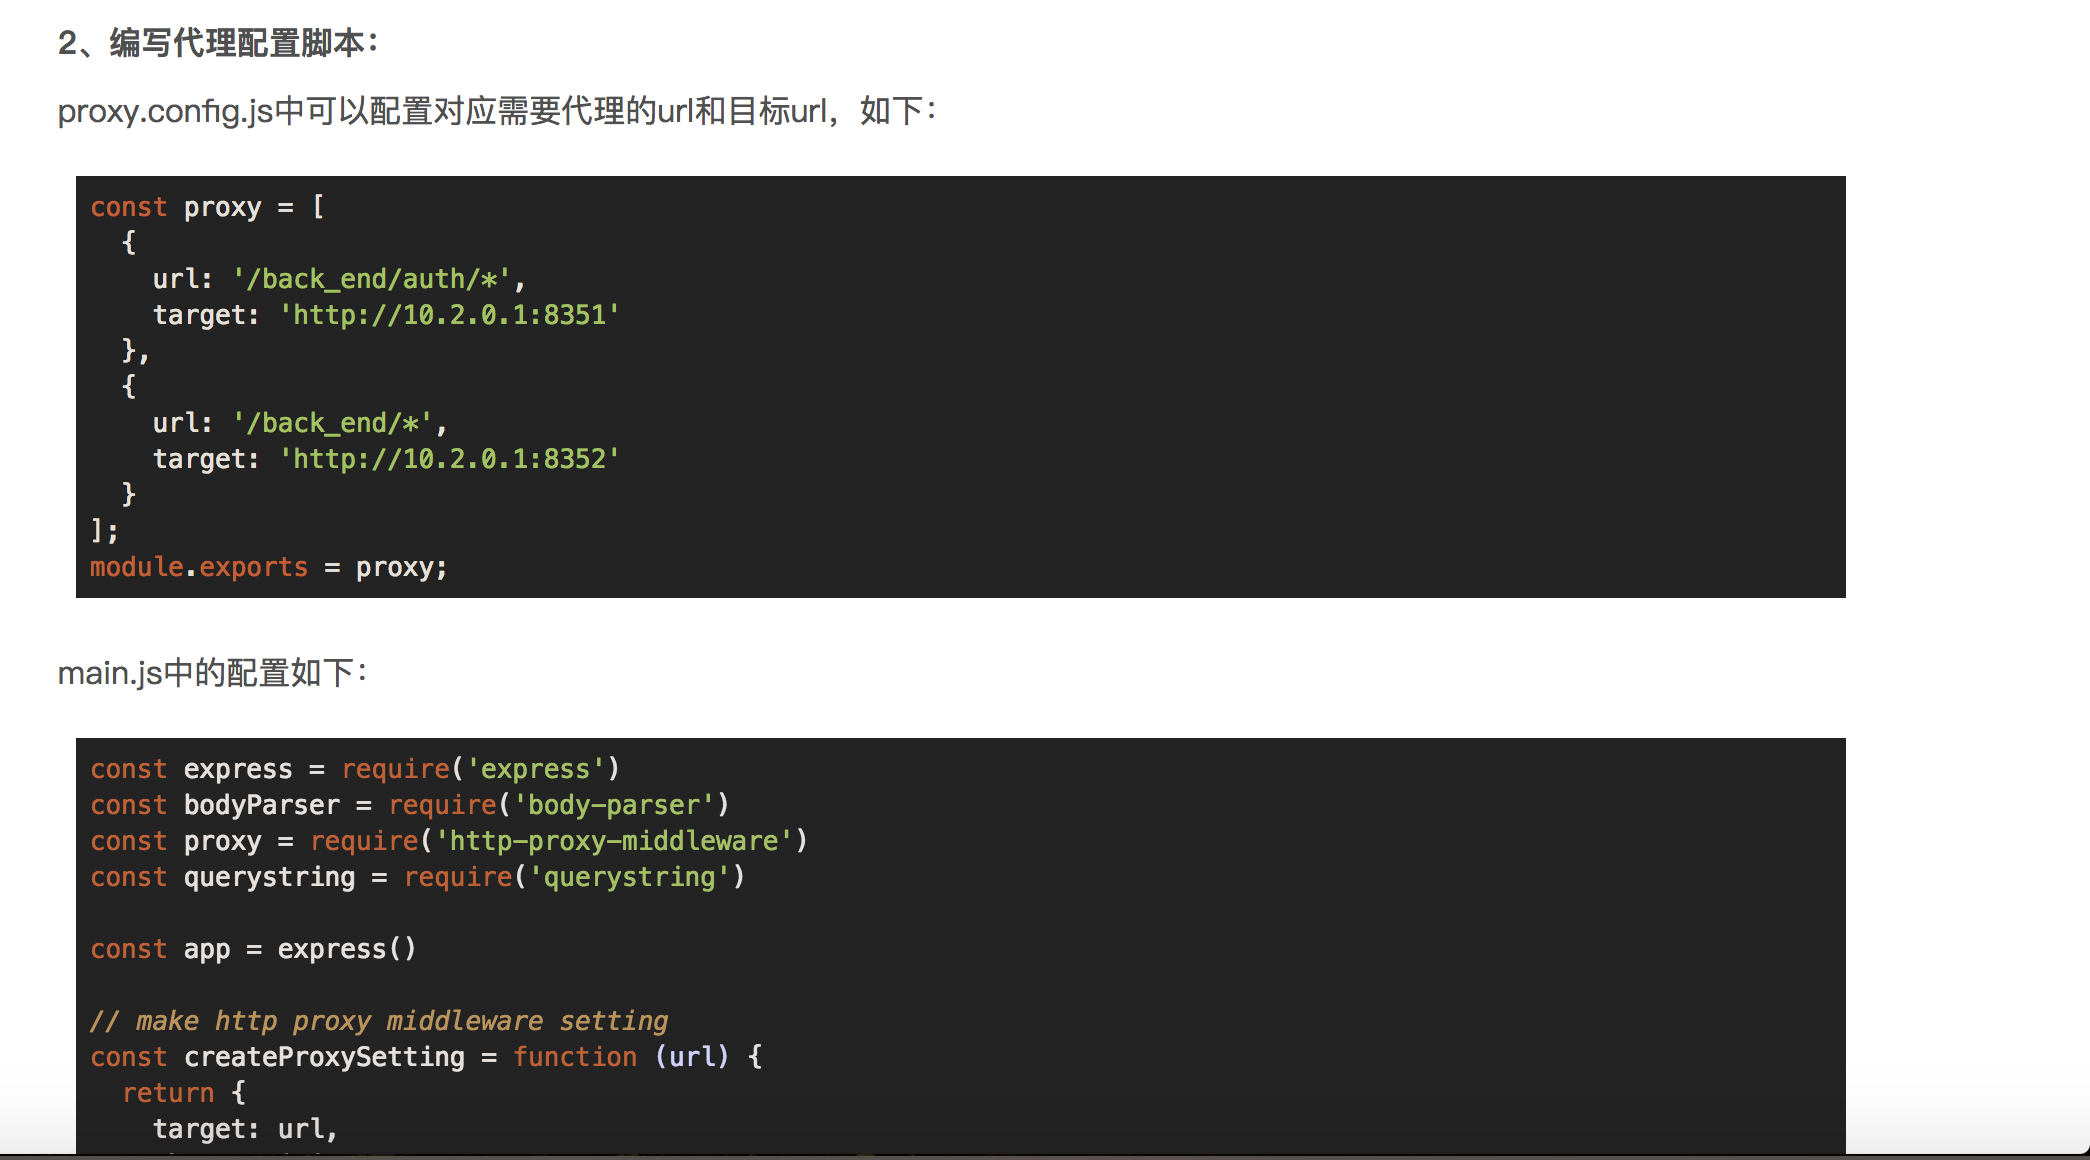 2、编写代理配置脚本：
proxy.config.js中可以配置对应需要代理的url和目标url，如下：
const proxy = [
  {
    url: '/back_end/auth/*',
    target: 'http://10.2.0.1:8351'
  },
  {
    url: '/back_end/*',
    target: 'http://10.2.0.1:8352'
  }
];
module.exports = proxy;
main.js中的配置如下：
const express = require('express')
const bodyParser = require('body-parser')
const proxy = require('http-proxy-middleware')
const querystring = require('querystring')
const app = express()
// make http proxy middleware setting
const createProxySetting = function (url) {
  return {
    target: url,